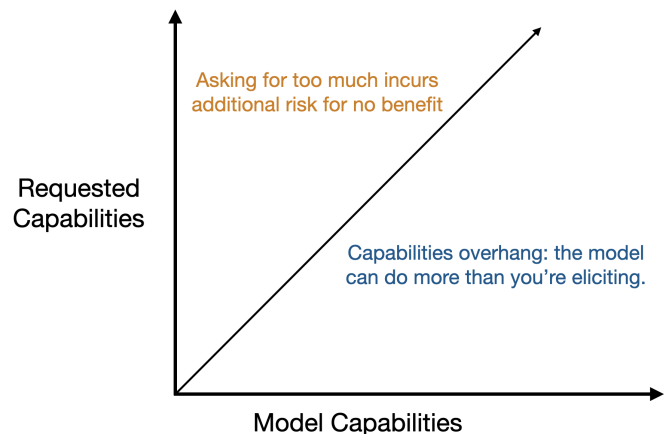 Asking for too much incurs
additional risk for no benefit
Requested
Capabilities
Capabilities overhang: the model
can do more than you’re eliciting.
Model Capabilities